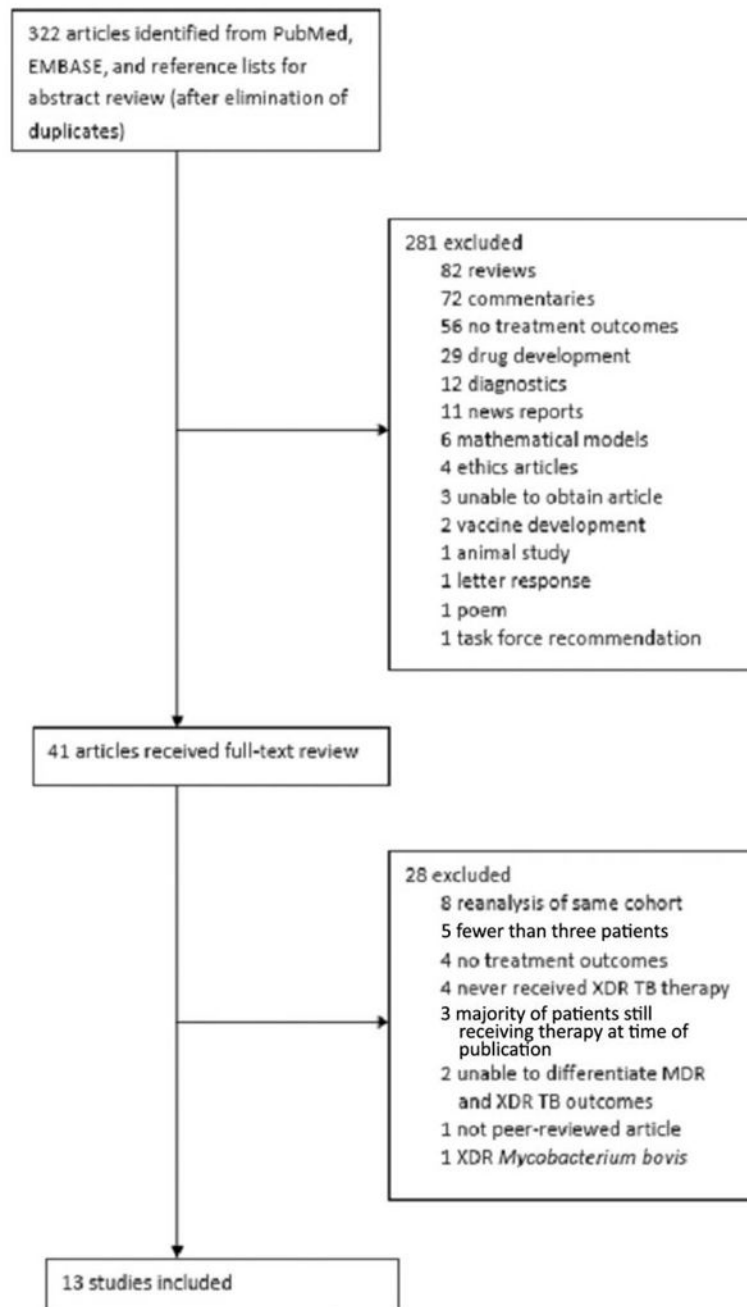 322 articles identified from PubMed,
EMBASE, and reference lists for
abstract review (after elimination of
duplicates)
281 excluded
82 reviews
72 commentaries
56 no treatment outcomes
29 drug development
12 diagnostics
11 news reports
6 mathematical models
4 ethics articles
3 unable to obtain article
2 vaccine development
1 animal study
1 letter response
1 poem
1 task force recommendation
41 articles received full-text review
28 excluded
8 reanalysis of same cohort
5 fewer than three patients
4 no treatment outcomes
4 never received XDR TB therapy
3 majority of patients still
receiving therapy at time of
publication
2 unable to differentiate MDR
and XDR TB outcomes
1 not peer-reviewed article
1 XDR Mycobacterium bovis
13 studies included